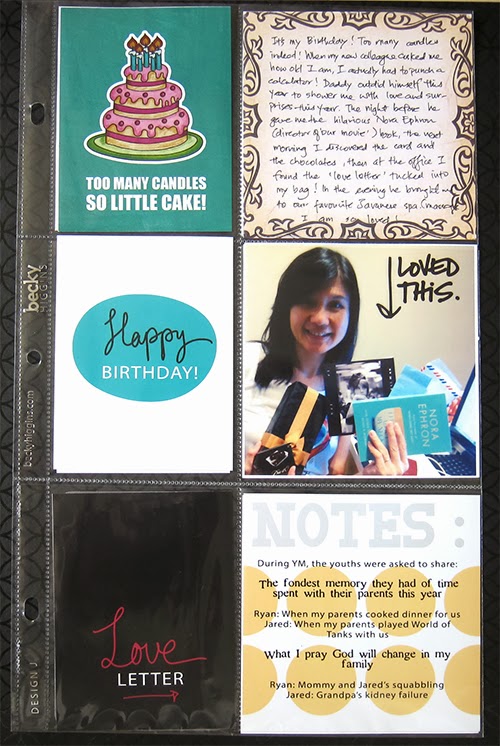 TOO MANY CANDLES
SO LITTLE CAKE!
It's my Birthday! Too many candles
indeed! When my new colleague asked me
how old I am, I actually had to punch a
calculator! Daddy outdid himself this
year to shower me with love and sur-
prises this year. The night before he
gave me the hilarious Nora Ephron
(director of our 'movie') book, the next
morning I discovered the card and
the chocolates, then at the office I
found the 'love letter' tucked into
my bag! In the evening he brought me
to our favourite Javanese spa (massage
I am so loved!
becky
HIGGINS
beckyhiggins.com
Happy
BIRTHDAY!
LOVED
THIS.
NORA
EPHRON
DESIGN J
Love
LETTER
NOTES:
During YM, the youths were asked to share:
The fondest memory they had of time
spent with their parents this year
Ryan: When my parents cooked dinner for us
Jared: When my parents played World of
Tanks with us
What I pray God will change in my
family
Ryan: Mommy and Jared's squabbling
Jared: Grandpa's kidney failure